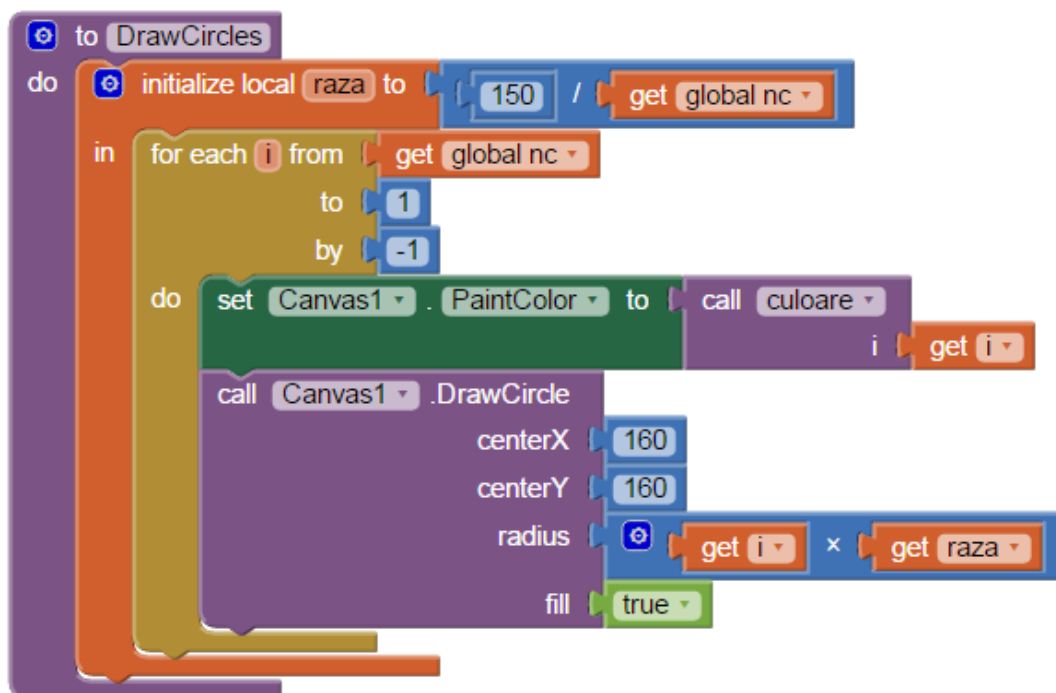 to DrawCircles
do initialize local raza to 150 / get global nc
in for each i from get global nc
to 1
by -1
do set Canvas1 . PaintColor to call culoare
i get i
call Canvas1 .DrawCircle
centerX 160
centerY 160
radius get i × get raza
fill true